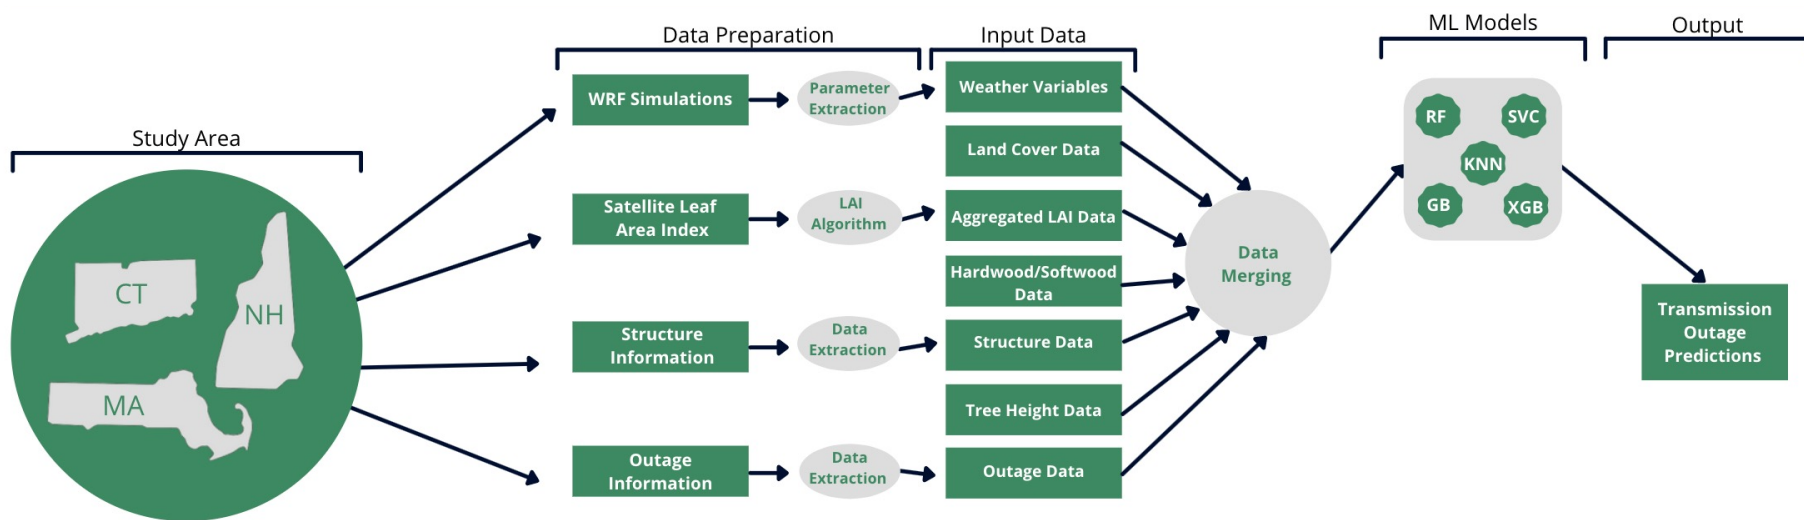 Study Area
CT
NH
MA
Data Preparation
WRF Simulations
Parameter
Extraction
Satellite Leaf
Area Index
LAI
Algorithm
Structure
Information
Data
Extraction
Outage
Information
Data
Extraction
Input Data
Weather Variables
Land Cover Data
Aggregated LAI Data
Hardwood/Softwood
Data
Structure Data
Tree Height Data
Outage Data
Data
Merging
ML Models
RF
SVC
KNN
GB
XGB
Output
Transmission
Outage
Predictions